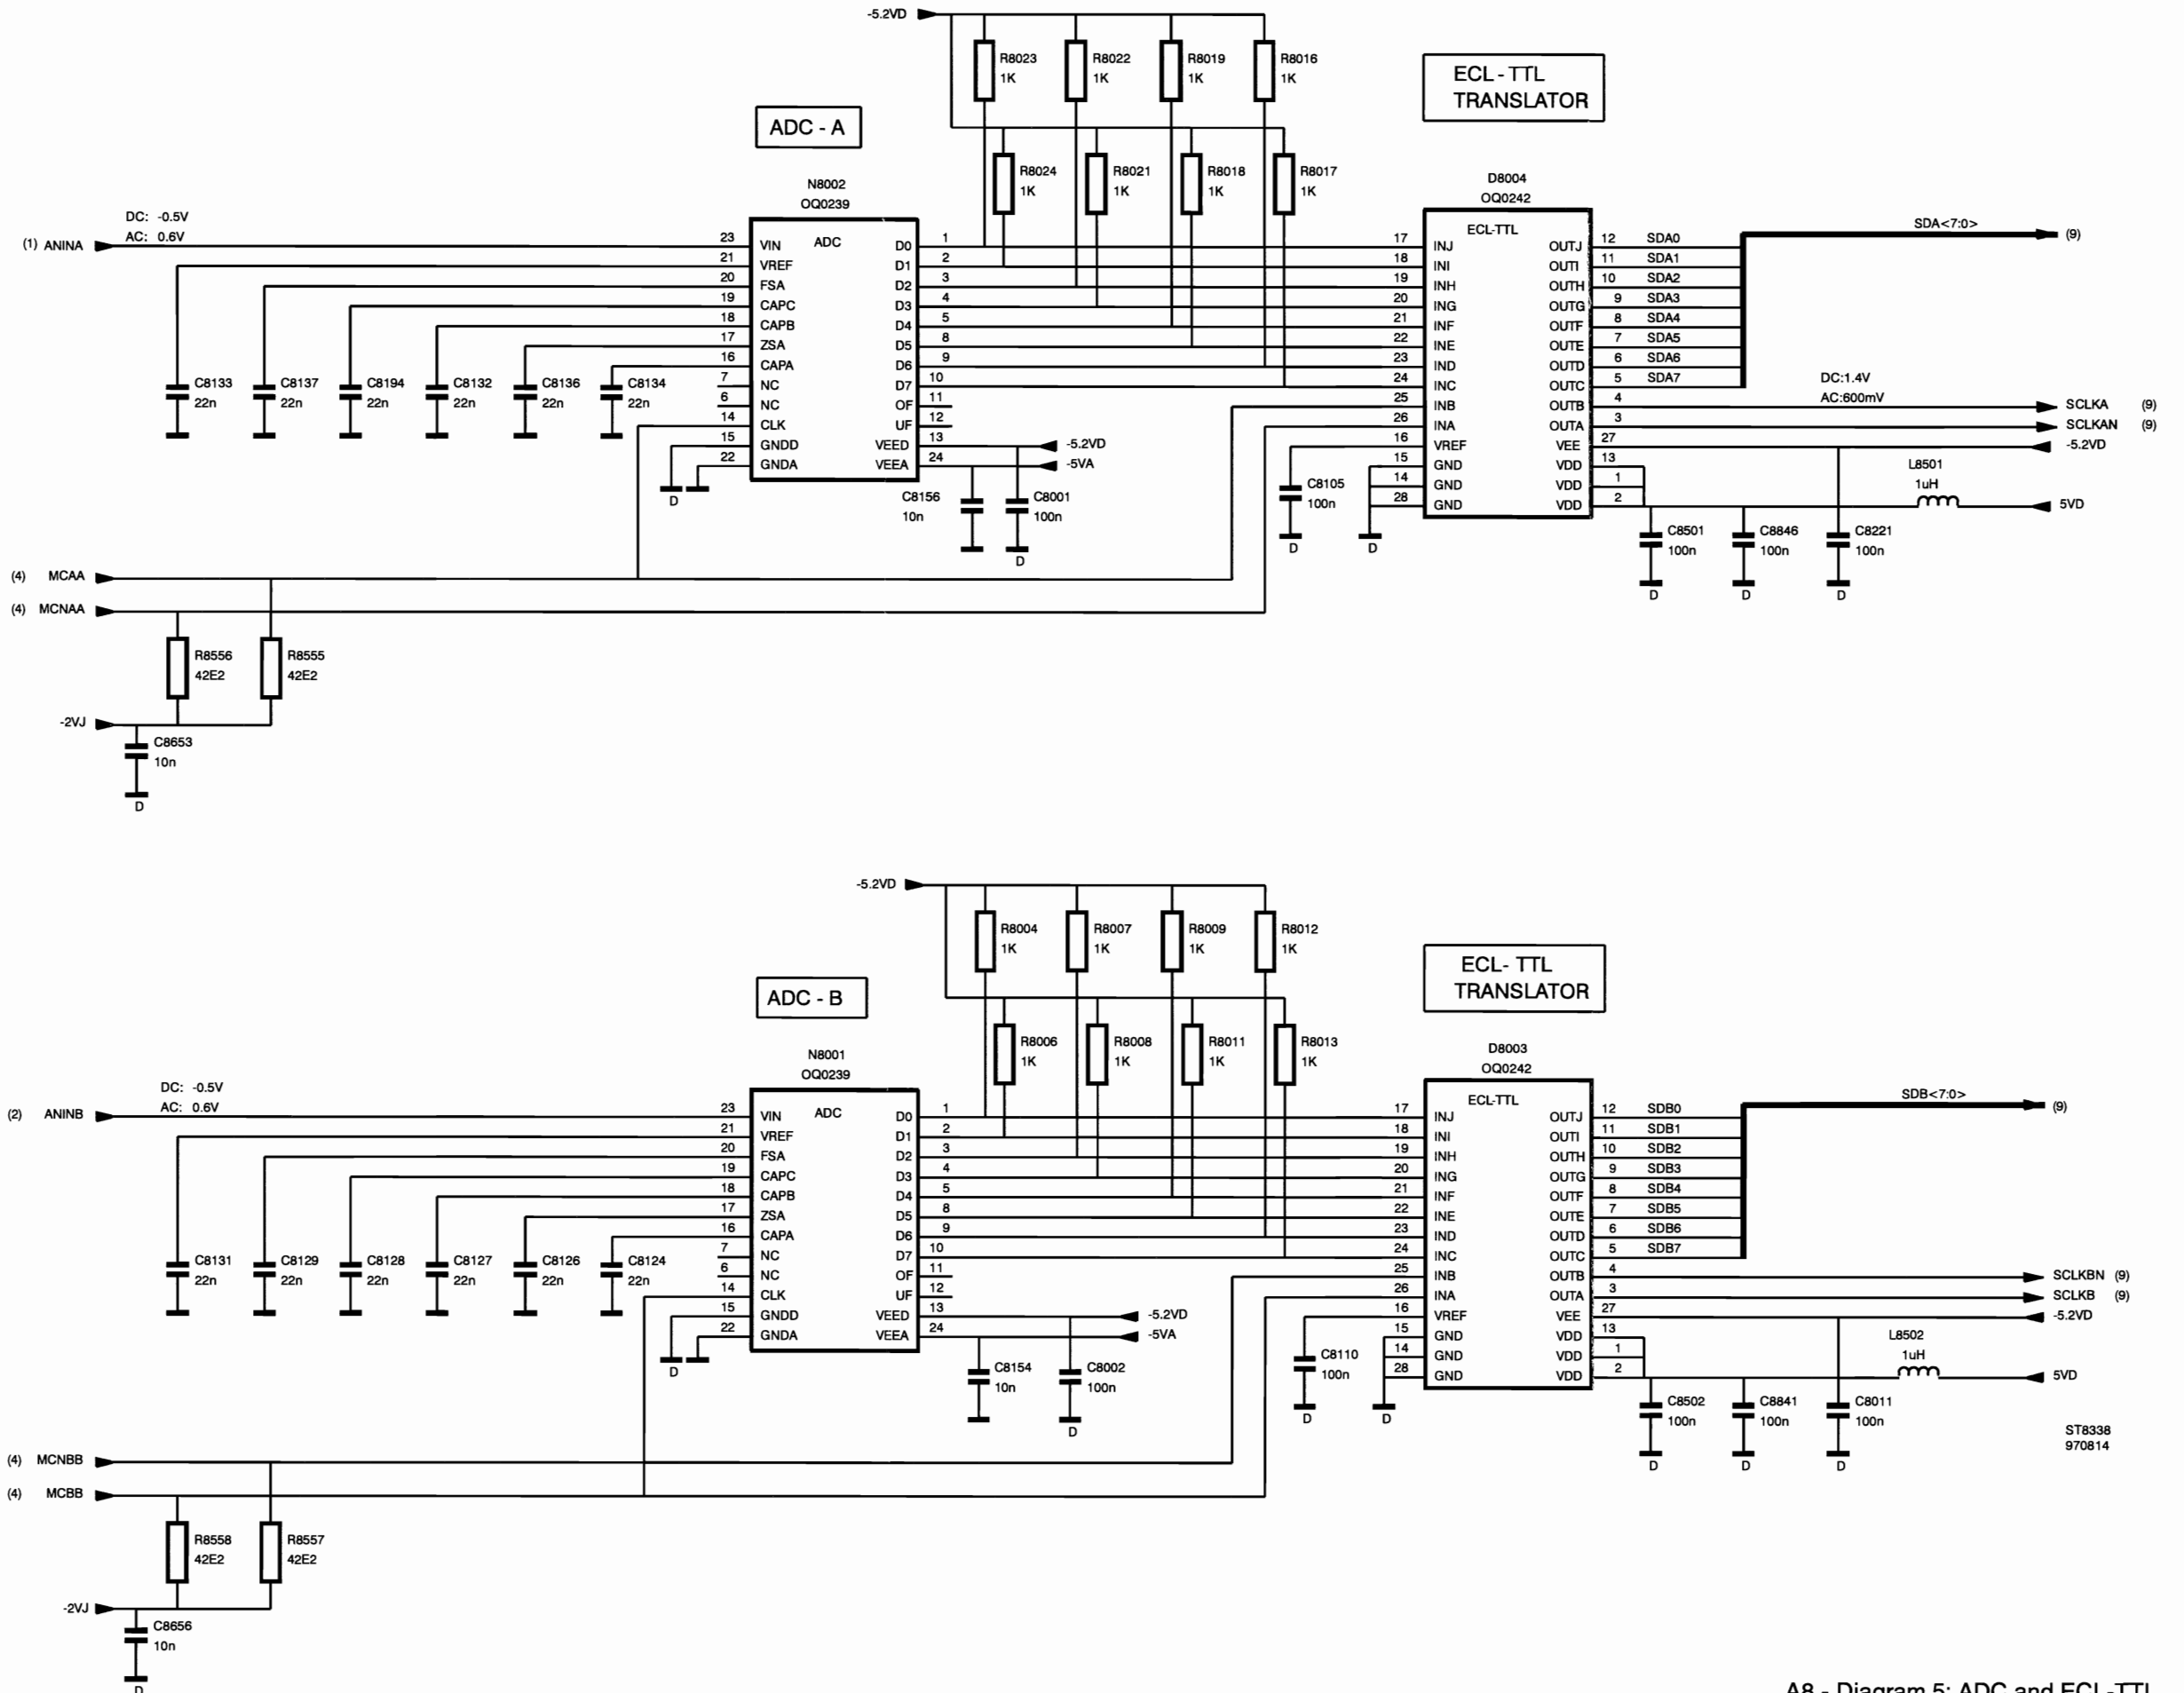 -5.2VD
R8023
1K
R8022
1K
R8019
1K
R8016
1K
ECL - TTL
TRANSLATOR
ADC - A
R8024
1K
R8021
1K
R8018
1K
R8017
1K
N8002
OQ0239
D8004
OQ0242
DC: -0.5V
AC: 0.6V
(1) ANINA
ADC
23 VIN
21 VREF
20 FSA
19 CAPC
18 CAPB
17 ZSA
16 CAPA
7 NC
6 NC
14 CLK
15 GNDD
22 GNDA
D0 1
D1 2
D2 3
D3 4
D4 5
D5 8
D6 9
D7 10
OF 11
UF 12
VEED 13
VEEA 24
-5.2VD
-5VA
C8133
22n
C8137
22n
C8194
22n
C8132
22n
C8136
22n
C8134
22n
D
C8156
10n
C8001
100n
D
ECL-TTL
17 INJ
18 INI
19 INH
20 ING
21 INF
22 INE
23 IND
24 INC
25 INB
26 INA
16 VREF
15 GND
14 GND
28 GND
OUTJ 12 SDA0
OUTI 11 SDA1
OUTH 10 SDA2
OUTG 9 SDA3
OUTF 8 SDA4
OUTE 7 SDA5
OUTD 6 SDA6
OUTC 5 SDA7
OUTB 4
OUTA 3
VEE 27
VDD 13
VDD 1
VDD 2
SDA<7:0>
(9)
DC:1.4V
AC:600mV
SCLKA (9)
SCLKAN (9)
-5.2VD
L8501
1uH
5VD
C8105
100n
D
D
C8501
100n
D
C8846
100n
D
C8221
100n
D
(4) MCAA
(4) MCNAA
R8556
42E2
R8555
42E2
-2VJ
C8653
10n
D
-5.2VD
R8004
1K
R8007
1K
R8009
1K
R8012
1K
ECL- TTL
TRANSLATOR
ADC - B
R8006
1K
R8008
1K
R8011
1K
R8013
1K
N8001
OQ0239
D8003
OQ0242
DC: -0.5V
AC: 0.6V
(2) ANINB
ADC
23 VIN
21 VREF
20 FSA
19 CAPC
18 CAPB
17 ZSA
16 CAPA
7 NC
6 NC
14 CLK
15 GNDD
22 GNDA
D0 1
D1 2
D2 3
D3 4
D4 5
D5 8
D6 9
D7 10
OF 11
UF 12
VEED 13
VEEA 24
-5.2VD
-5VA
C8131
22n
C8129
22n
C8128
22n
C8127
22n
C8126
22n
C8124
22n
D
C8154
10n
C8002
100n
D
ECL-TTL
17 INJ
18 INI
19 INH
20 ING
21 INF
22 INE
23 IND
24 INC
25 INB
26 INA
16 VREF
15 GND
14 GND
28 GND
OUTJ 12 SDB0
OUTI 11 SDB1
OUTH 10 SDB2
OUTG 9 SDB3
OUTF 8 SDB4
OUTE 7 SDB5
OUTD 6 SDB6
OUTC 5 SDB7
OUTB 4
OUTA 3
VEE 27
VDD 13
VDD 1
VDD 2
SDB<7:0>
(9)
SCLKBN (9)
SCLKB (9)
-5.2VD
L8502
1uH
5VD
C8110
100n
D
D
C8502
100n
D
C8841
100n
D
C8011
100n
D
ST8338
970814
(4) MCNBB
(4) MCBB
R8558
42E2
R8557
42E2
-2VJ
C8656
10n
D
A8 - Diagram 5: ADC and ECL-TTL